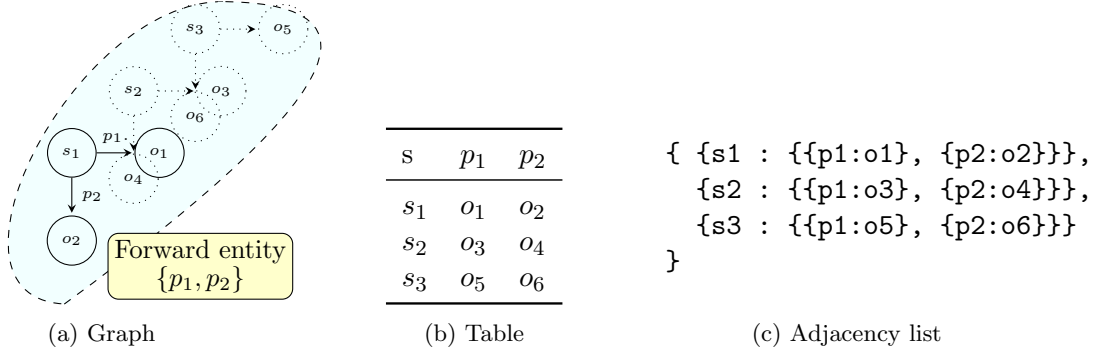 s3 o5
s2 o3
o6
s1 p1. o1
o4
p2
o2
Forward entity
{p1, p2}
(a) Graph
s p1 p2
s1 o1 o2
s2 o3 o4
s3 o5 o6
(b) Table
{ {s1 : {{p1:o1}, {p2:o2}}},
{s2 : {{p1:o3}, {p2:o4}}},
{s3 : {{p1:o5}, {p2:o6}}}
}
(c) Adjacency list